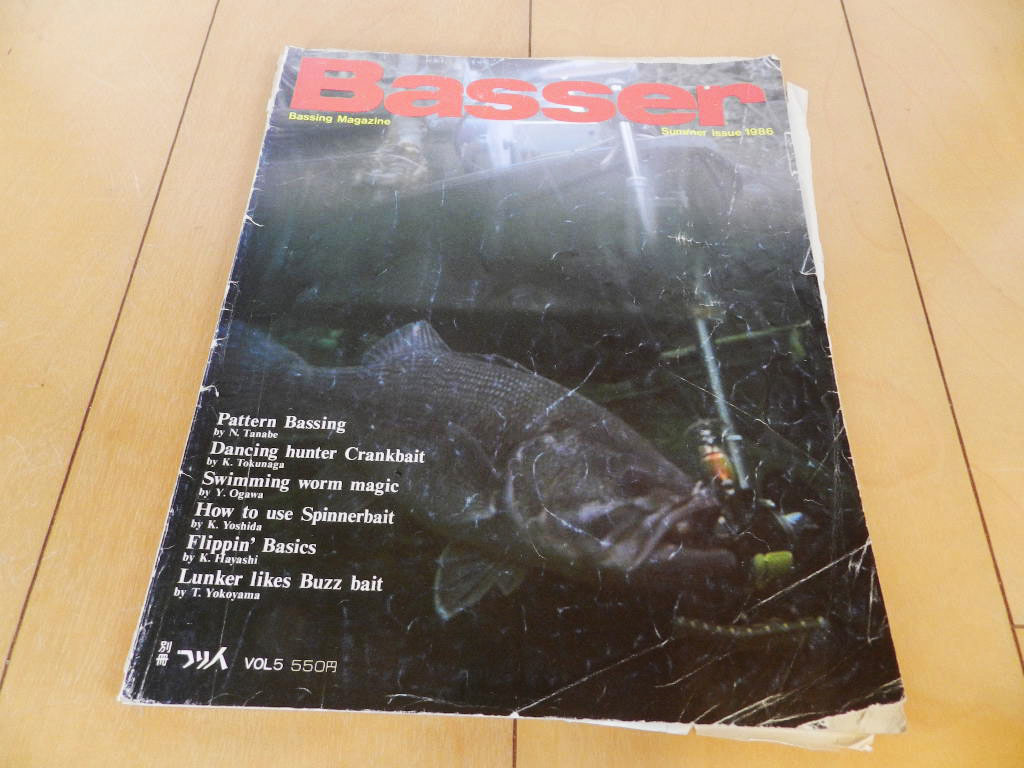 Basser
Bassing Magazine
Summer issue 1986
Pattern Bassing
by N. Tanabe
Dancing hunter Crankbait
by K. Tokunaga
Swimming worm magic
by Y. Ogawa
How to use Spinnerbait
by K. Yoshida
Flippin' Basics
by K. Hayashi
Lunker likes Buzz bait
by T. Yokoyama
別冊 つり人 VOL5 550円